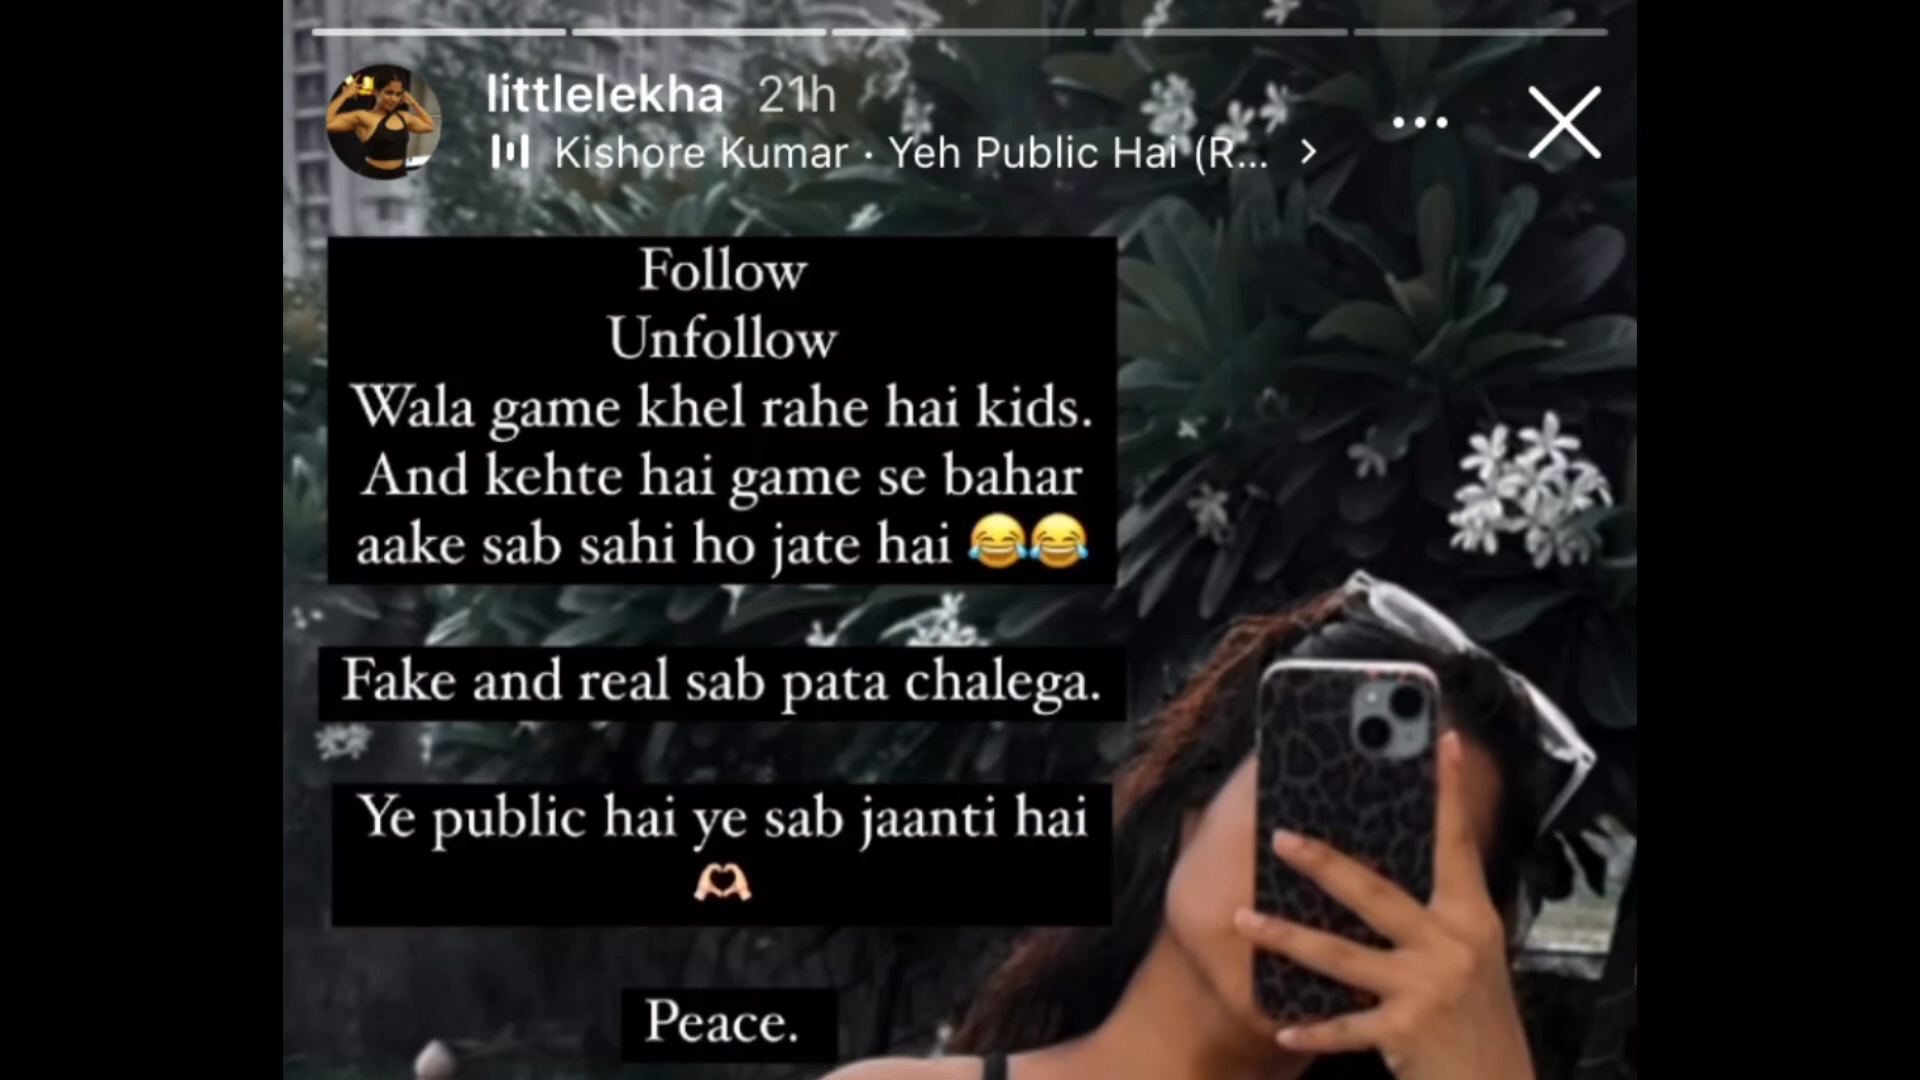 littlelekha 21h
Kishore Kumar · Yeh Public Hai (R...
Follow
Unfollow
Wala game khel rahe hai kids.
And kehte hai game se bahar
aake sab sahi ho jate hai 😂😂
Fake and real sab pata chalega.
Ye public hai ye sab jaanti hai
🫶🏻
Peace.